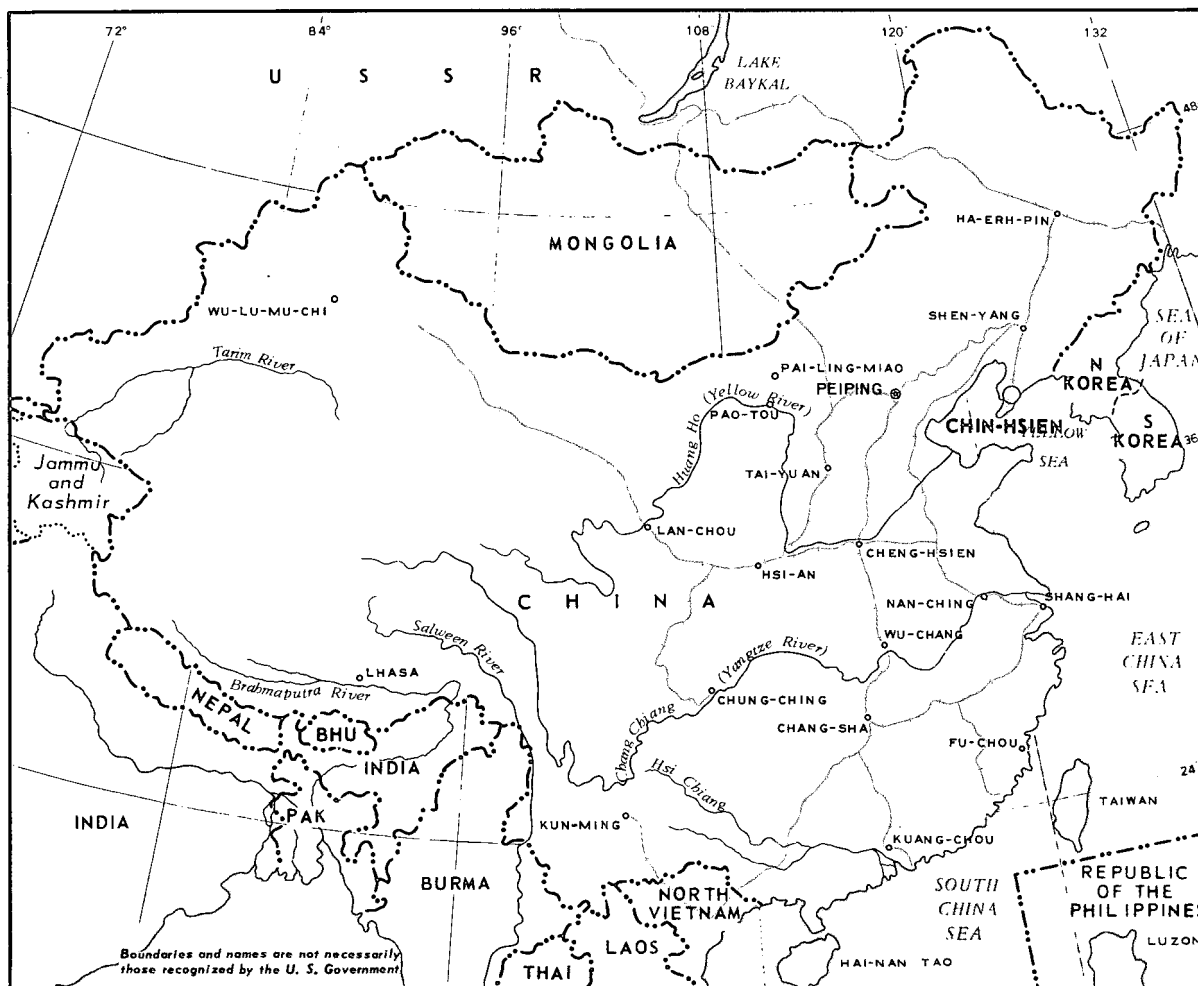 72°
84°
96°
108
120°
132
U S S R
LAKE
BAYKAL
48
HA-ERH-PIN
MONGOLIA
WU-LU-MU-CHI
SHEN-YANG
SEA
OF
JAPAN
Tarim River
PAI-LING-MIAO
PEIPING
N
KOREA
Huang Ho (Yellow River)
PAO-TOU
CHIN-HSIEN
YELLOW
SEA
S
KOREA
36
TAI-YUAN
Jammu
and
Kashmir
LAN-CHOU
CHENG-HSIEN
HSI-AN
C H I N A
NAN-CHING
SHANG-HAI
Salween River
WU-CHANG
EAST
CHINA
SEA
Chang Chiang (Yangtze River)
LHASA
Brahmaputra River
CHUNG-CHING
NEPAL
CHANG-SHA
BHU
FU-CHOU
INDIA
Hsi Chiang
24
TAIWAN
INDIA
PAK
KUN-MING
KUANG-CHOU
BURMA
SOUTH
CHINA
SEA
REPUBLIC
OF THE
PHILIPPINES
NORTH
VIETNAM
LUZON
LAOS
Boundaries and names are not necessarily
those recognized by the U. S. Government
THAI
HAI-NAN TAO